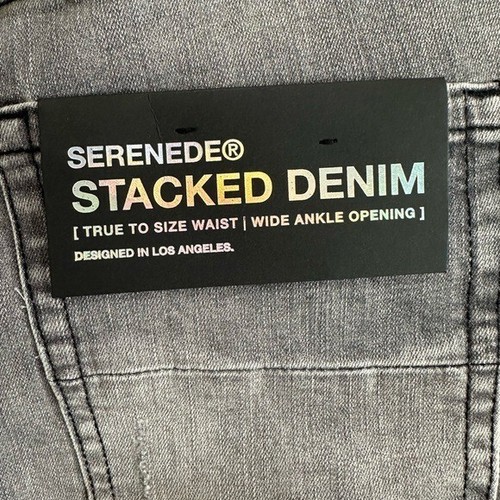 SERENEDE®
STACKED DENIM
[ TRUE TO SIZE WAIST | WIDE ANKLE OPENING ]
DESIGNED IN LOS ANGELES.